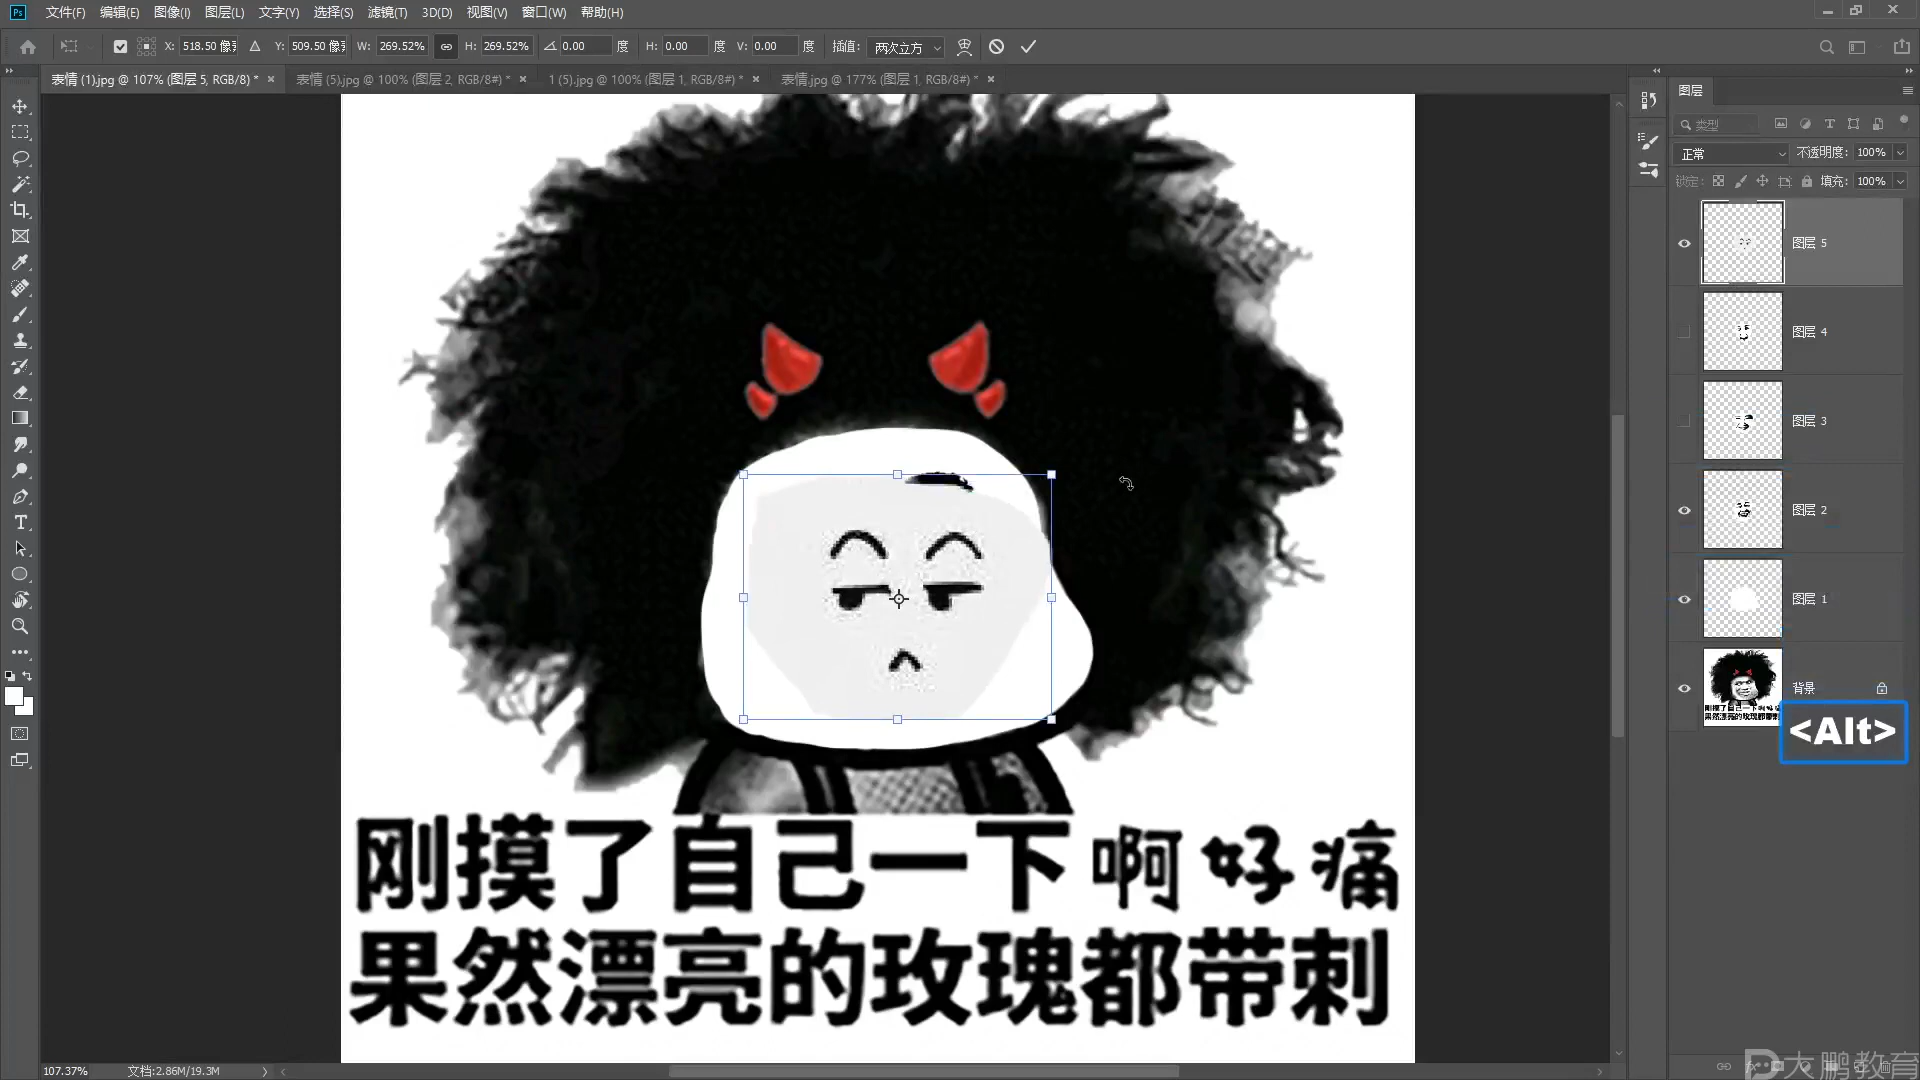 Ps 文件(F) 编辑(E) 图像(I) 图层(L) 文字(Y) 选择(S) 滤镜(T) 3D(D) 视图(V) 窗口(W) 帮助(H)
X: 518.50 像素 Y: 509.50 像素 W: 269.52% H: 269.52% 0.00 度 H: 0.00 度 V: 0.00 度 插值: 两次立方
表情 (1).jpg @ 107% (图层 5, RGB/8) * × 表情 (5).jpg @ 100% (图层 2, RGB/8#) * × 1 (5).jpg @ 100% (图层 1, RGB/8#) * × 表情.jpg @ 177% (图层 1, RGB/8#) * ×
图层
类型
正常 不透明度: 100%
锁定: 填充: 100%
图层 5
图层 4
图层 3
图层 2
图层 1
背景
<Alt>
刚摸了自己一下啊好痛
果然漂亮的玫瑰都带刺
107.37% 文档:2.86M/19.3M
大鹏教育